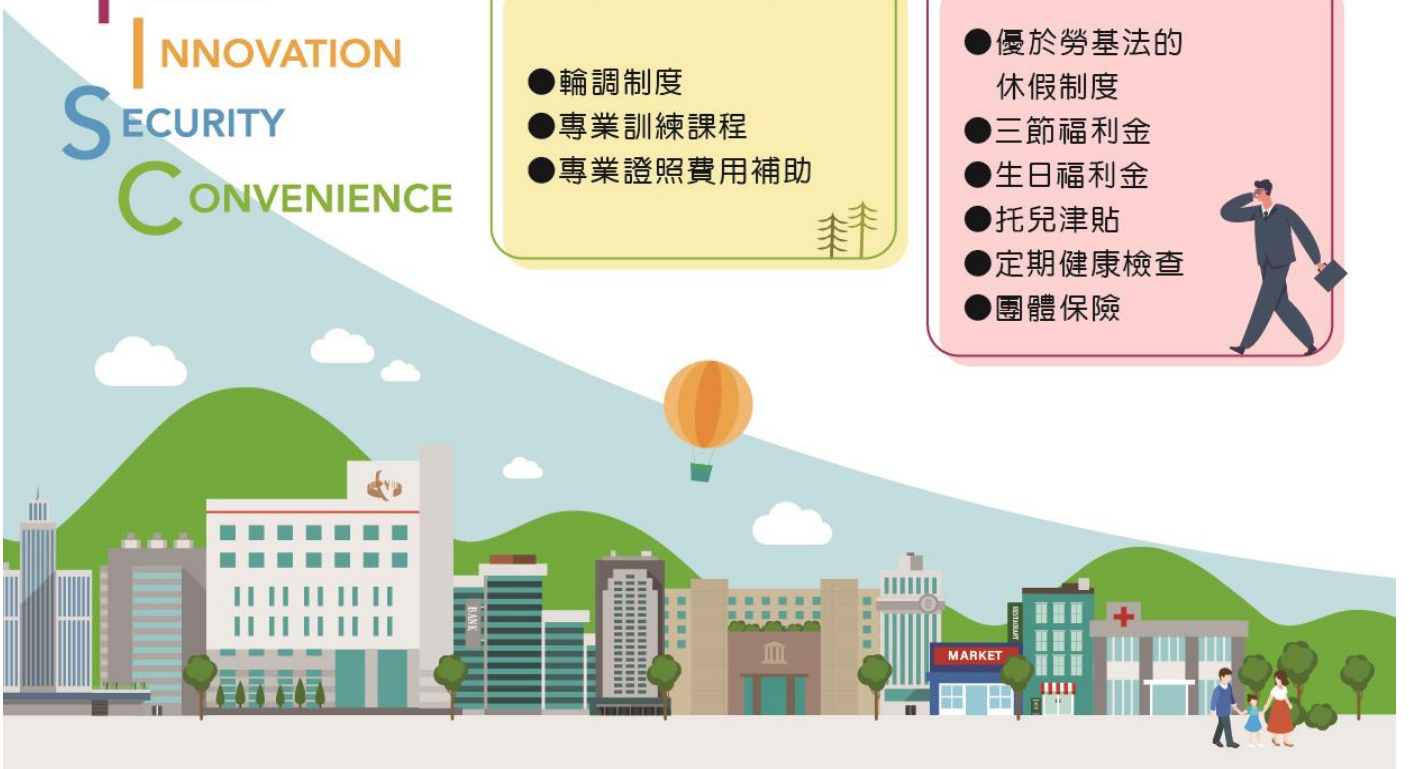 INNOVATION
SECURITY
CONVENIENCE
●輪調制度
●專業訓練課程
●專業證照費用補助
●優於勞基法的
休假制度
●三節福利金
●生日福利金
●托兒津貼
●定期健康檢查
●團體保險
BANK
RESTAURANT
MARKET